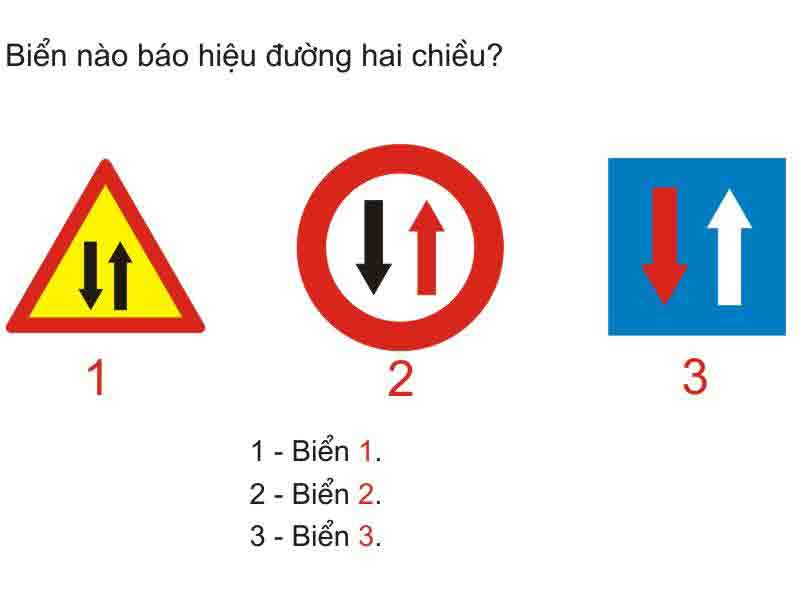 Biển nào báo hiệu đường hai chiều?
1 2 3
1 - Biển 1.
2 - Biển 2.
3 - Biển 3.